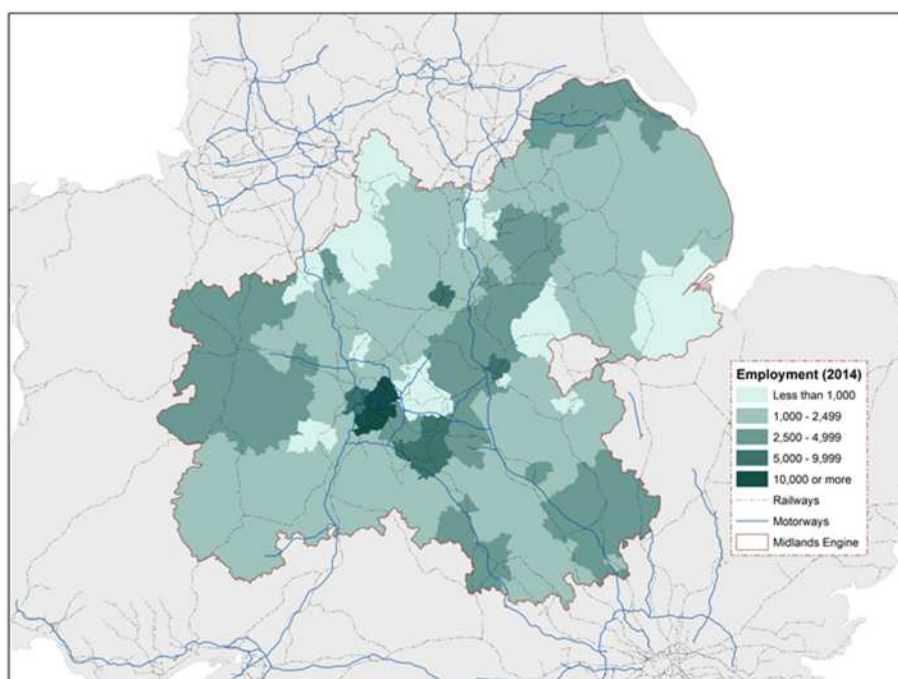 Employment (2014)
Less than 1,000
1,000 - 2,499
2,500 - 4,999
5,000 - 9,999
10,000 or more
Railways
Motorways
Midlands Engine